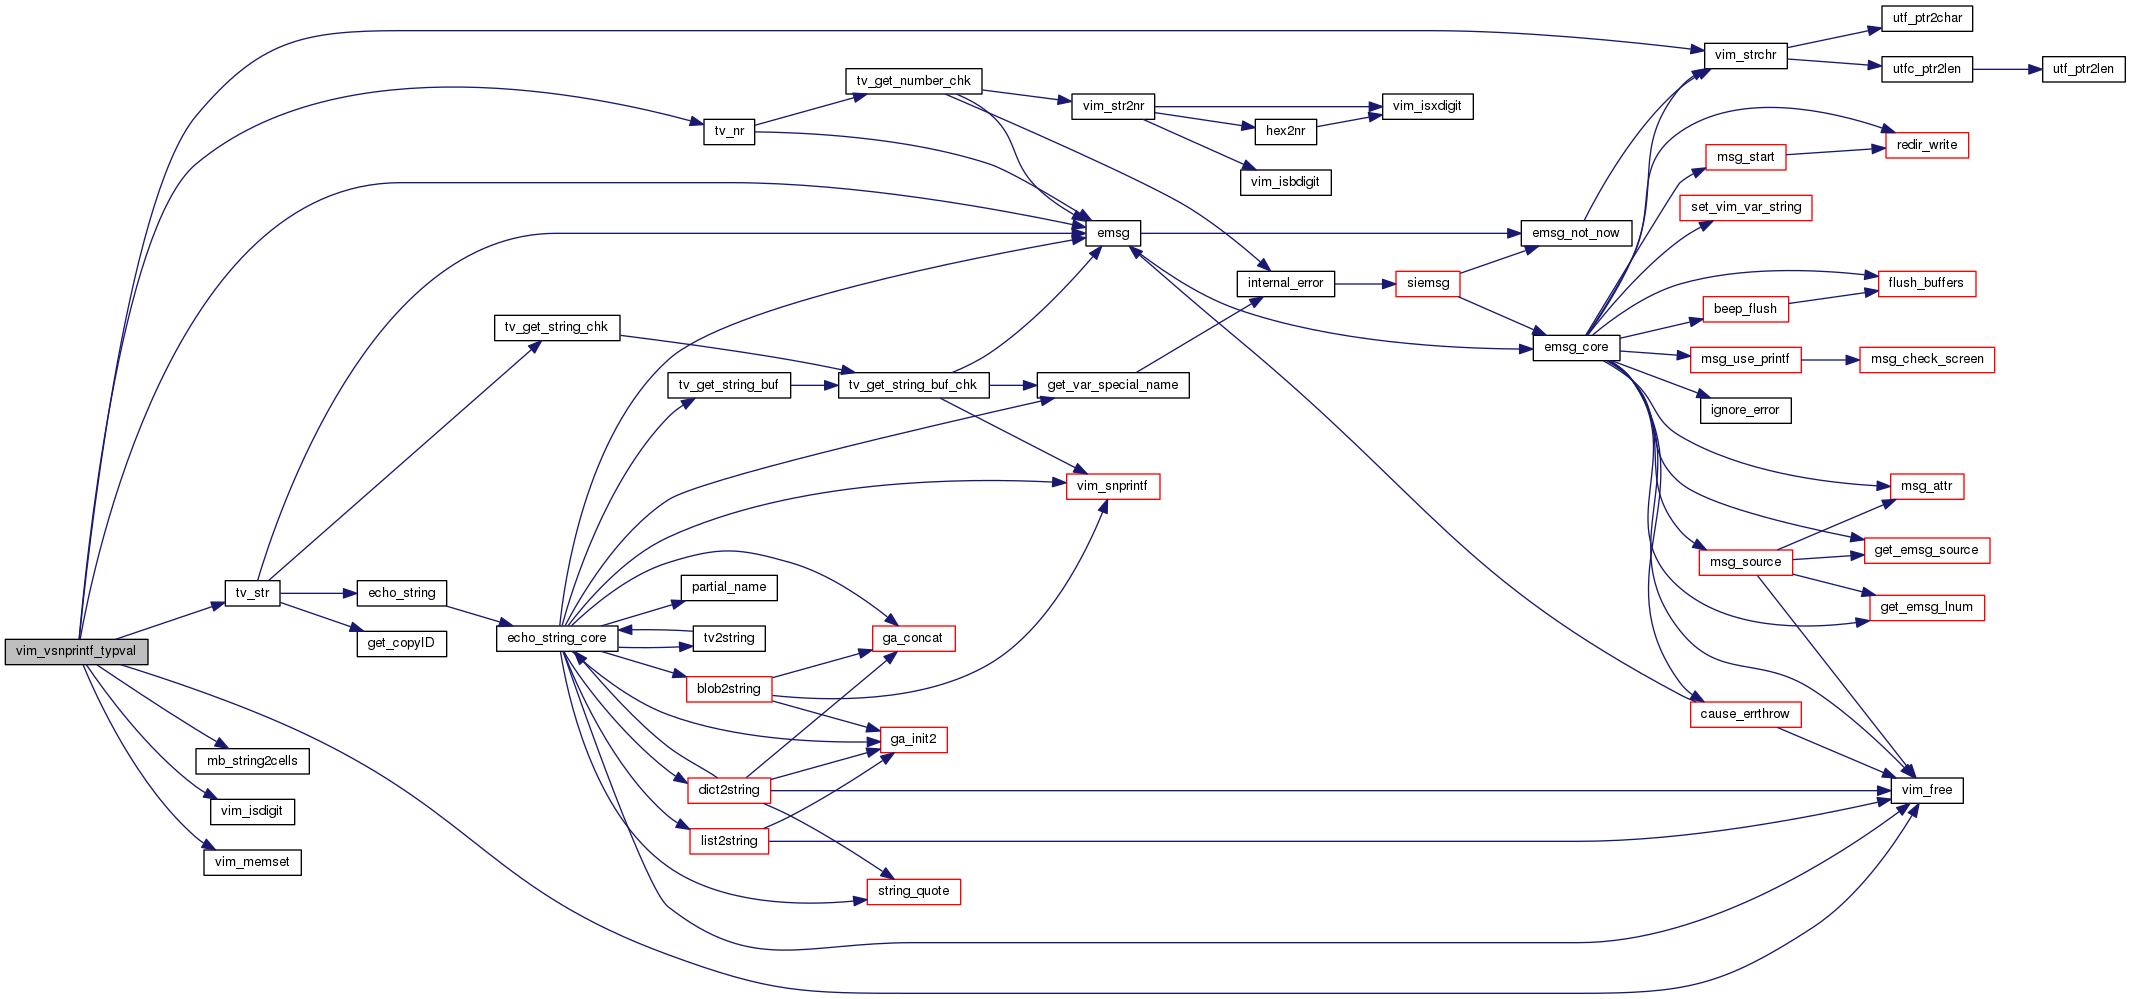 vim_vsnprintf_typval
tv_str
mb_string2cells
vim_isdigit
vim_memset
echo_string
get_copyID
tv_get_string_chk
echo_string_core
tv_nr
tv_get_string_buf
partial_name
tv2string
blob2string
dict2string
list2string
tv_get_number_chk
tv_get_string_buf_chk
ga_concat
ga_init2
string_quote
vim_str2nr
emsg
get_var_special_name
vim_snprintf
hex2nr
vim_isbdigit
internal_error
vim_isxdigit
siemsg
emsg_not_now
emsg_core
vim_strchr
msg_start
set_vim_var_string
beep_flush
msg_use_printf
ignore_error
msg_source
cause_errthrow
utf_ptr2char
utfc_ptr2len
redir_write
flush_buffers
msg_check_screen
msg_attr
get_emsg_source
get_emsg_lnum
vim_free
utf_ptr2len